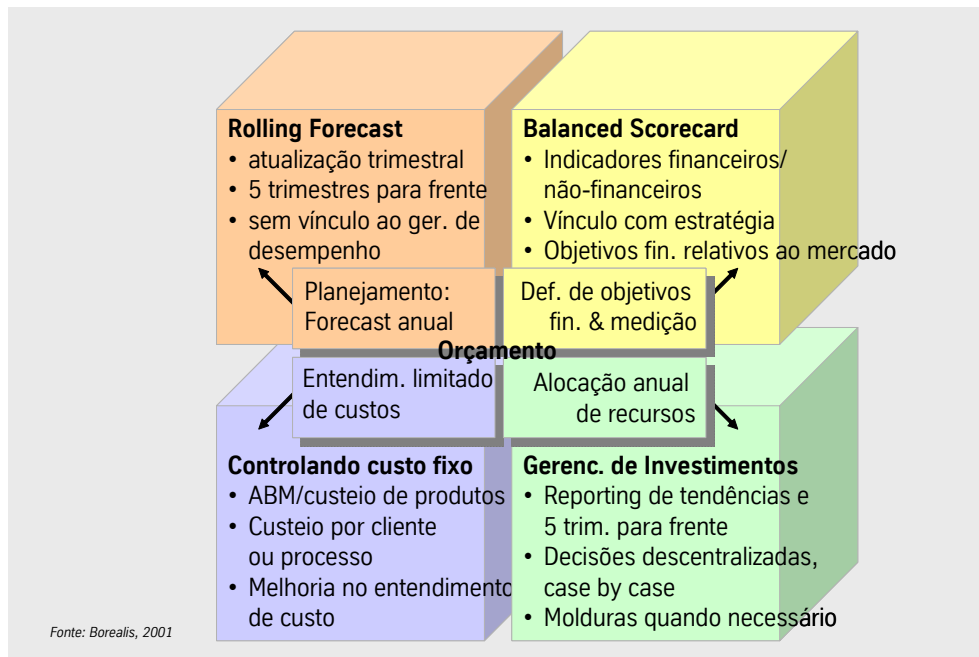 Rolling Forecast
• atualização trimestral
• 5 trimestres para frente
• sem vínculo ao ger. de
desempenho
Balanced Scorecard
• Indicadores financeiros/
não-financeiros
• Vínculo com estratégia
• Objetivos fin. relativos ao mercado
Planejamento:
Forecast anual
Def. de objetivos
fin. & medição
Orçamento
Entendim. limitado
de custos
Alocação anual
de recursos
Controlando custo fixo
• ABM/custeio de produtos
• Custeio por cliente
ou processo
• Melhoria no entendimento
de custo
Gerenc. de Investimentos
• Reporting de tendências e
5 trim. para frente
• Decisões descentralizadas,
case by case
• Molduras quando necessário
Fonte: Borealis, 2001